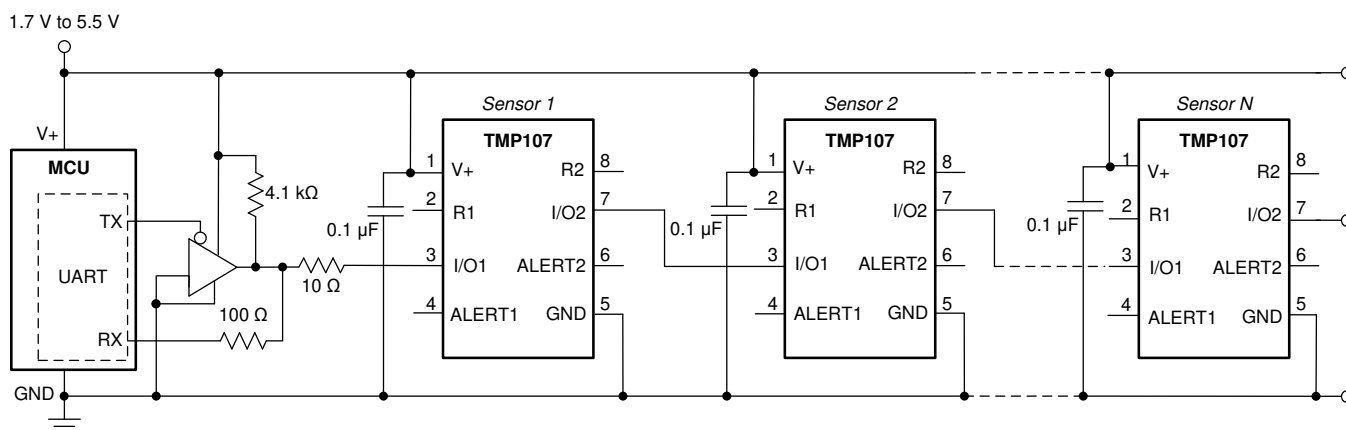 1.7 V to 5.5 V
V+
MCU
TX
UART
RX
GND
4.1 kΩ
10 Ω
100 Ω
0.1 µF
Sensor 1
TMP107
1
V+
2
R1
3
I/O1
4
ALERT1
R2
8
I/O2
7
ALERT2
6
GND
5
0.1 µF
Sensor 2
TMP107
1
V+
2
R1
3
I/O1
4
ALERT1
R2
8
I/O2
7
ALERT2
6
GND
5
0.1 µF
Sensor N
TMP107
1
V+
2
R1
3
I/O1
4
ALERT1
R2
8
I/O2
7
ALERT2
6
GND
5